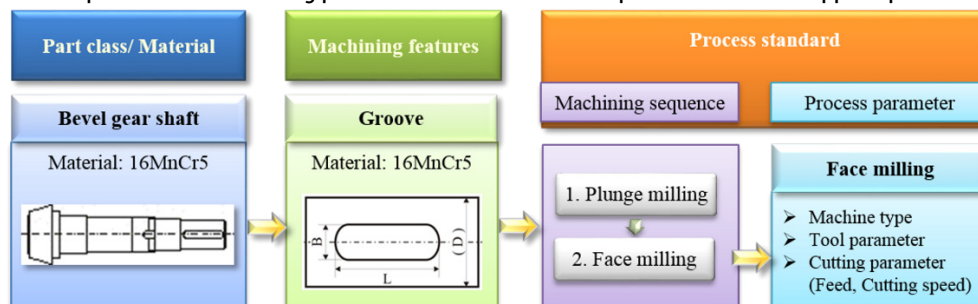 Part class/ Material
Machining features
Process standard
Machining sequence
Process parameter
Bevel gear shaft
Material: 16MnCr5
Groove
Material: 16MnCr5
B
L
(D)
1. Plunge milling
2. Face milling
Face milling
➢ Machine type
➢ Tool parameter
➢ Cutting parameter
(Feed, Cutting speed)